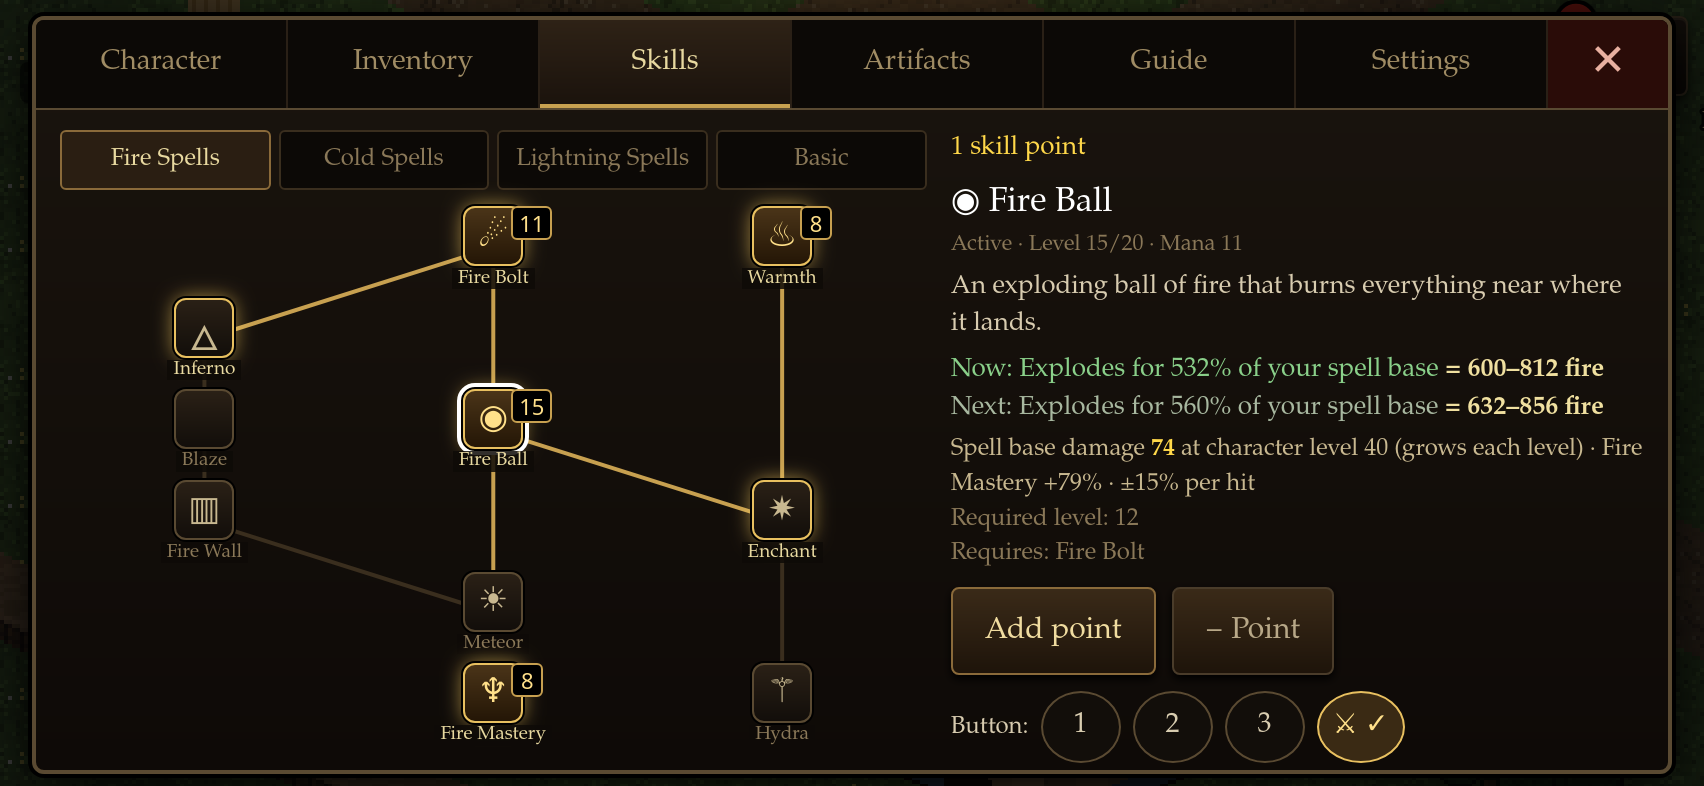 Character Inventory Skills Artifacts Guide Settings ✕
Fire Spells Cold Spells Lightning Spells Basic
11
Fire Bolt
8
Warmth
Inferno
15
Fire Ball
Blaze
Enchant
Fire Wall
Meteor
8
Fire Mastery
Hydra
1 skill point
◉ Fire Ball
Active · Level 15/20 · Mana 11
An exploding ball of fire that burns everything near where
it lands.
Now: Explodes for 532% of your spell base = 600–812 fire
Next: Explodes for 560% of your spell base = 632–856 fire
Spell base damage 74 at character level 40 (grows each level) · Fire
Mastery +79% · ±15% per hit
Required level: 12
Requires: Fire Bolt
Add point − Point
Button: 1 2 3 ⚔ ✓